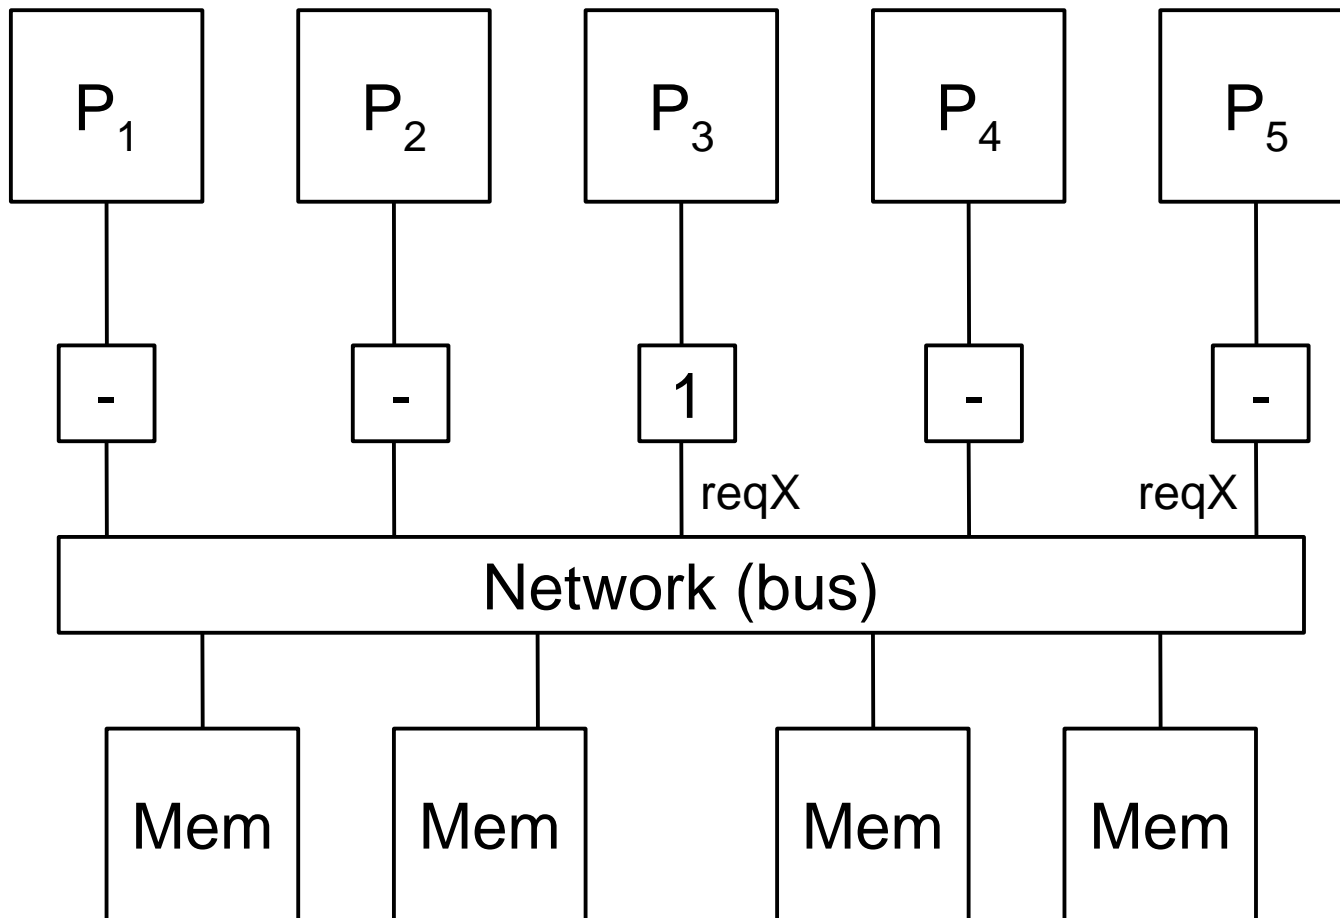 P1 P2 P3 P4 P5
- - 1 - -
reqX reqX
Network (bus)
Mem Mem Mem Mem